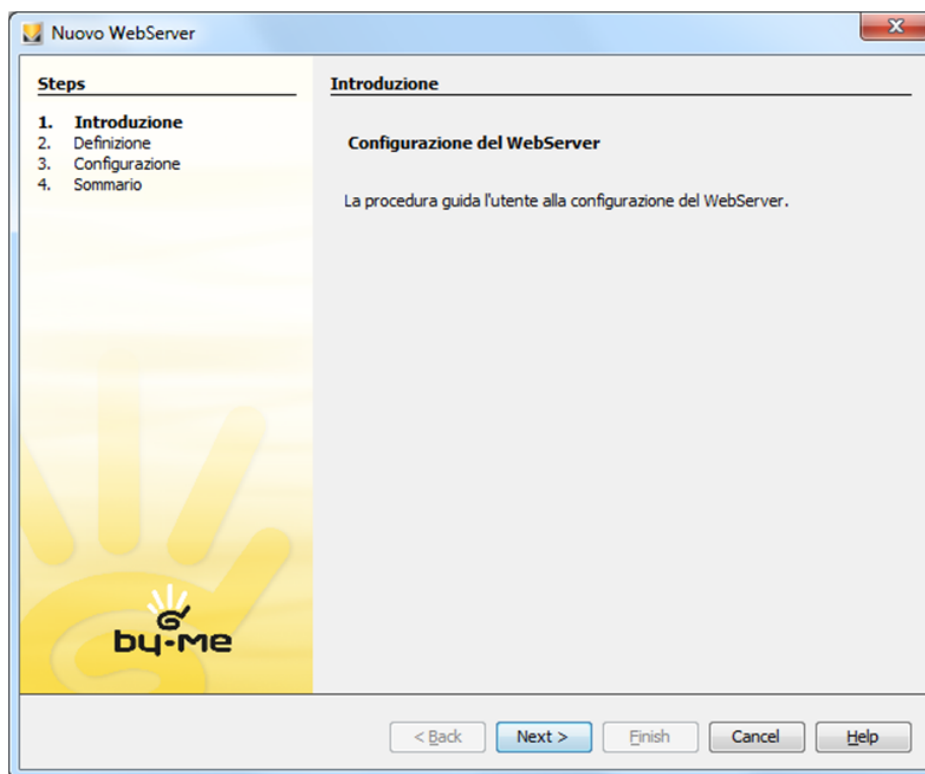 Nuovo WebServer
Steps
1. Introduzione
2. Definizione
3. Configurazione
4. Sommario
by-me
Introduzione
Configurazione del WebServer
La procedura guida l'utente alla configurazione del WebServer.
< Back Next > Finish Cancel Help